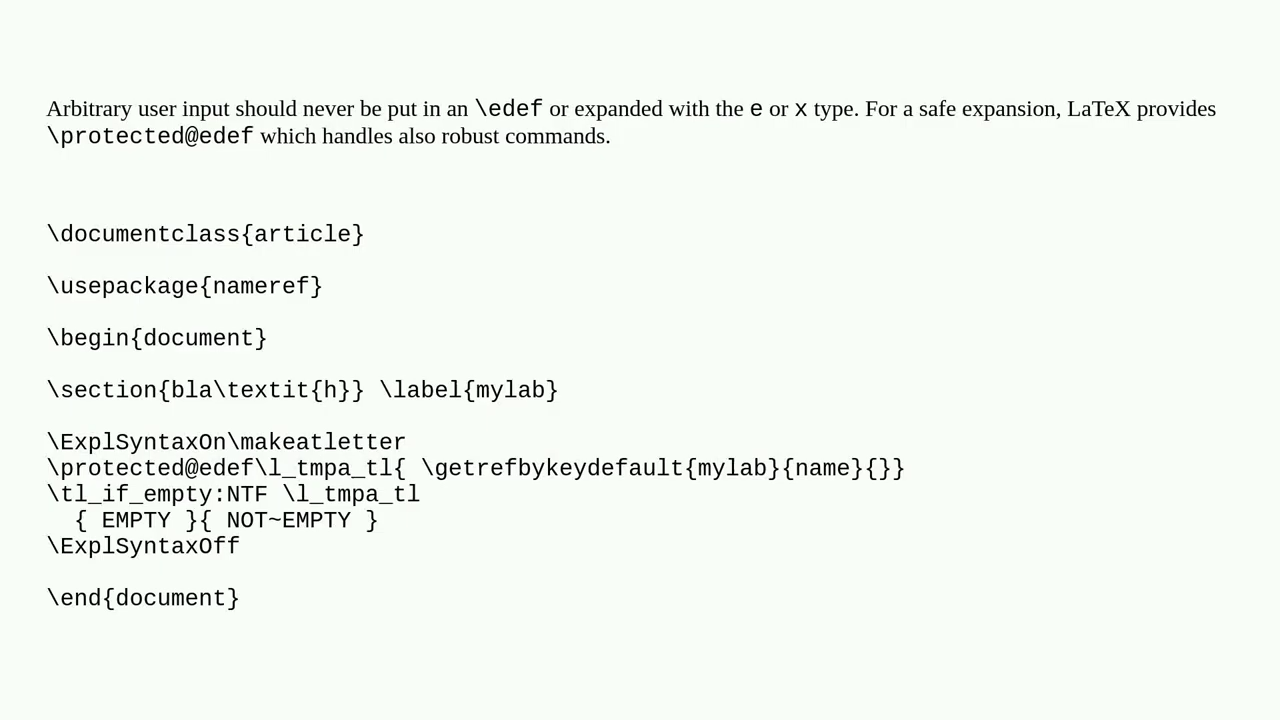 Arbitrary user input should never be put in an \edef or expanded with the e or x type. For a safe expansion, LaTeX provides
\protected@edef which handles also robust commands.
\documentclass{article}
\usepackage{nameref}
\begin{document}
\section{bla\textit{h}} \label{mylab}
\ExplSyntaxOn\makeatletter
\protected@edef\l_tmpa_tl{ \getrefbykeydefault{mylab}{name}{}}
\tl_if_empty:NTF \l_tmpa_tl
  { EMPTY }{ NOT~EMPTY }
\ExplSyntaxOff
\end{document}